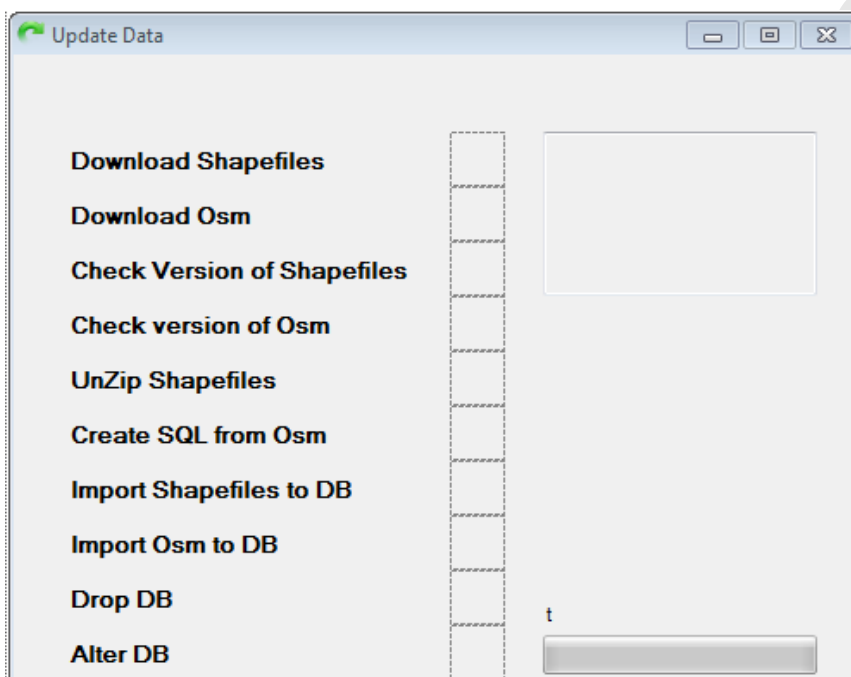 Update Data
Download Shapefiles
Download Osm
Check Version of Shapefiles
Check version of Osm
UnZip Shapefiles
Create SQL from Osm
Import Shapefiles to DB
Import Osm to DB
Drop DB
t
Alter DB